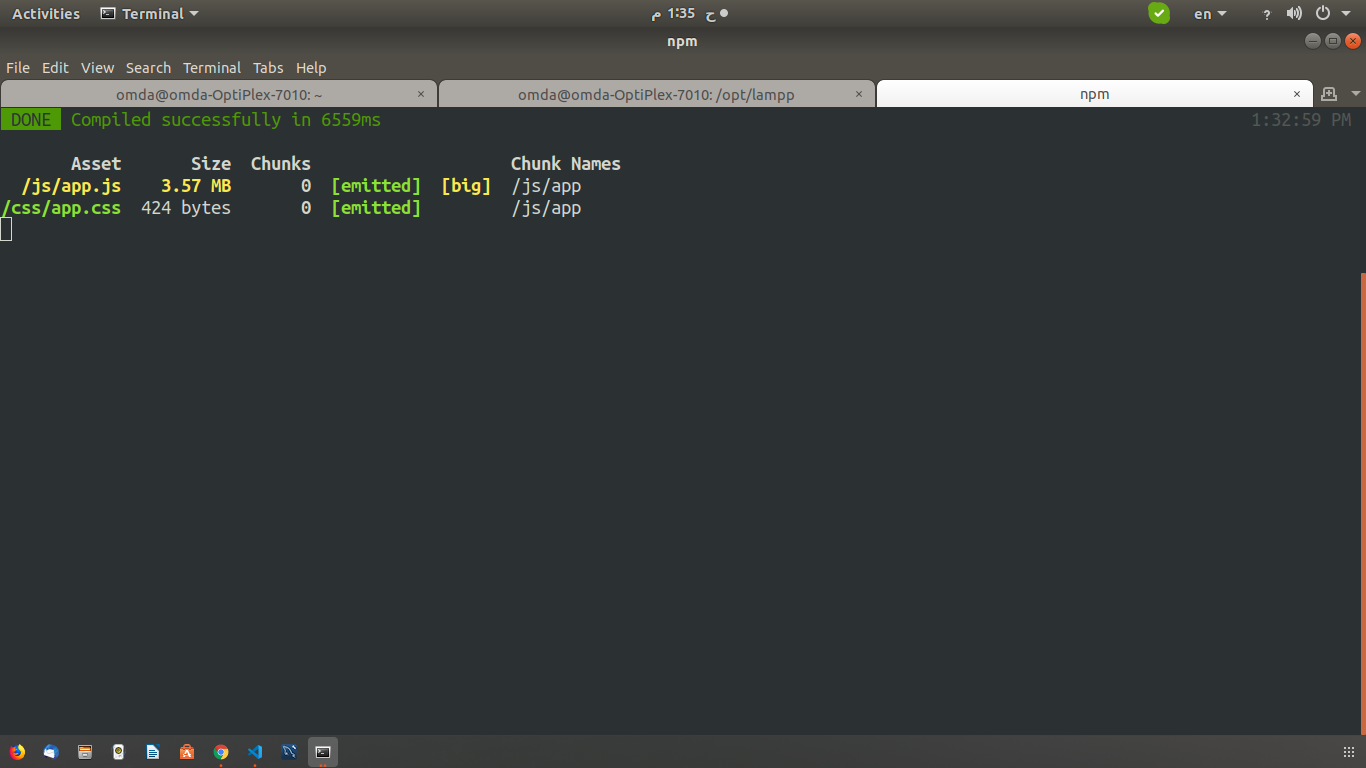 Activities Terminal ح 1:35 م en ?
npm
File Edit View Search Terminal Tabs Help
omda@omda-OptiPlex-7010: ~ × omda@omda-OptiPlex-7010: /opt/lampp × npm ×
DONE Compiled successfully in 6559ms 1:32:59 PM
Asset Size Chunks Chunk Names
/js/app.js 3.57 MB 0 [emitted] [big] /js/app
/css/app.css 424 bytes 0 [emitted] /js/app